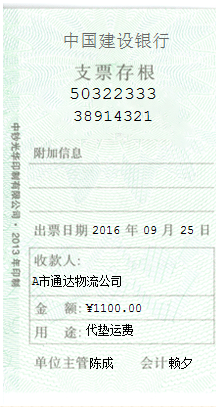 中国建设银行
支票存根
50322333
38914321
附加信息
出票日期 2016 年 09 月 25 日
收款人：
A市通达物流公司
金 额：¥1100.00
用 途：代垫运费
单位主管陈成 会计赖夕
中钞光华印制有限公司·2013年印制